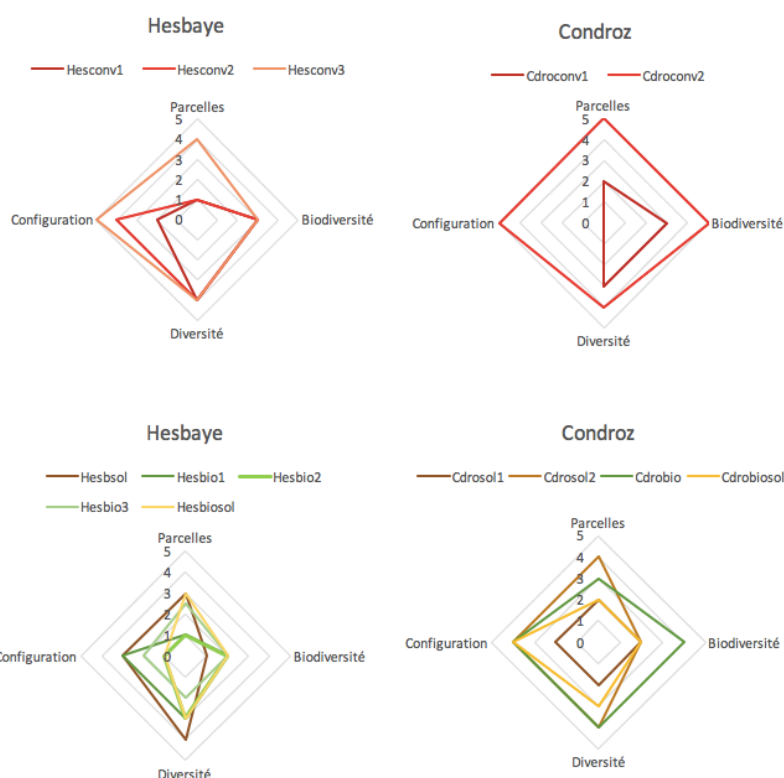 Hesbaye
Hesconv1 Hesconv2 Hesconv3
Parcelles
5
4
3
2
1
0
Configuration
Biodiversité
Diversité
Condroz
Cdroconv1 Cdroconv2
Parcelles
5
4
3
2
1
0
Configuration
Biodiversité
Diversité
Hesbaye
Hesbsol Hesbio1 Hesbio2
Hesbio3 Hesbiosol
Parcelles
5
4
3
2
1
0
Configuration
Biodiversité
Diversité
Condroz
Cdrosol1 Cdrosol2 Cdrobio Cdrobiosol
Parcelles
5
4
3
2
1
0
Configuration
Biodiversité
Diversité